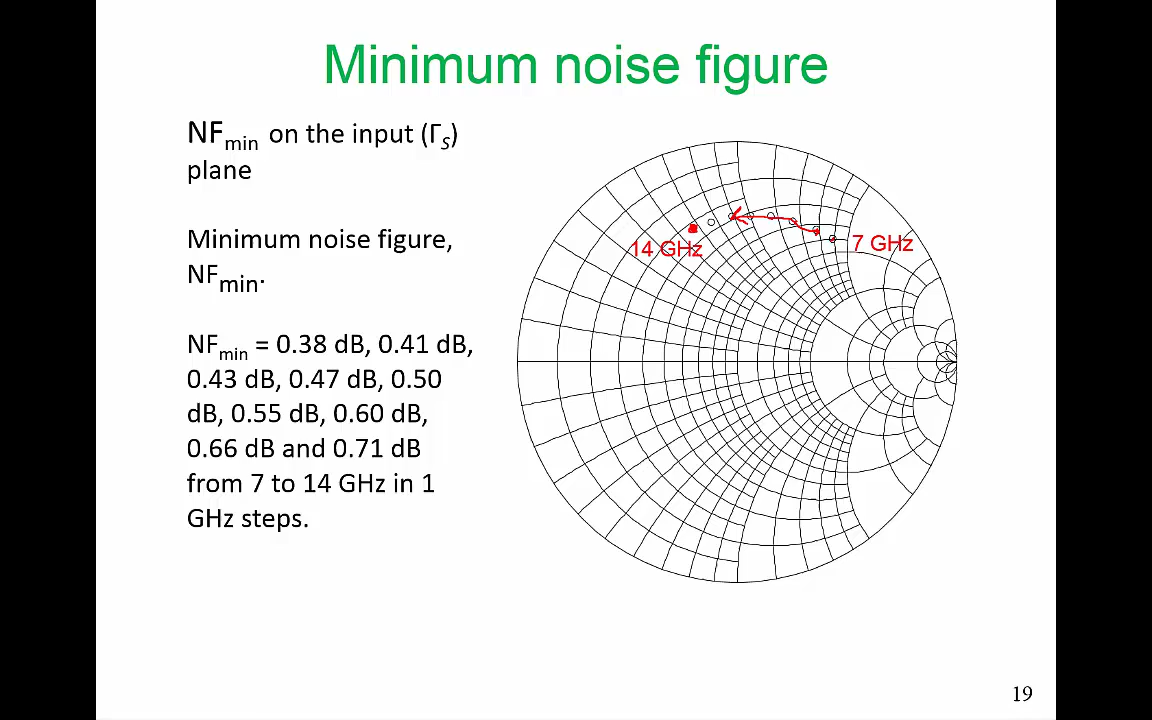 Minimum noise figure
NFmin on the input (ΓS)
plane
Minimum noise figure,
NFmin.
NFmin = 0.38 dB, 0.41 dB,
0.43 dB, 0.47 dB, 0.50
dB, 0.55 dB, 0.60 dB,
0.66 dB and 0.71 dB
from 7 to 14 GHz in 1
GHz steps.
14 GHz
7 GHz
19